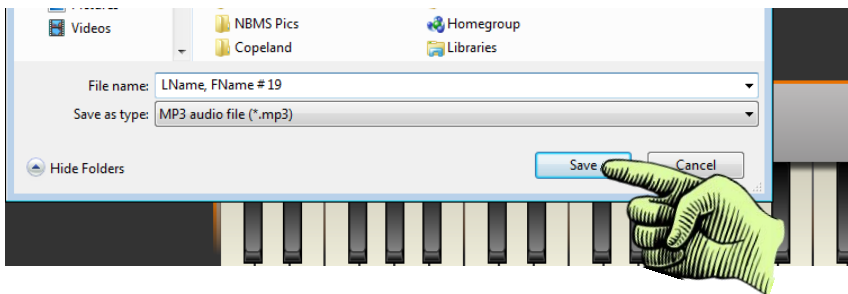 Pictures
Videos
NBMS Pics
Homegroup
Copeland
Libraries
File name: LName, FName # 19
Save as type: MP3 audio file (*.mp3)
Hide Folders
Save
Cancel